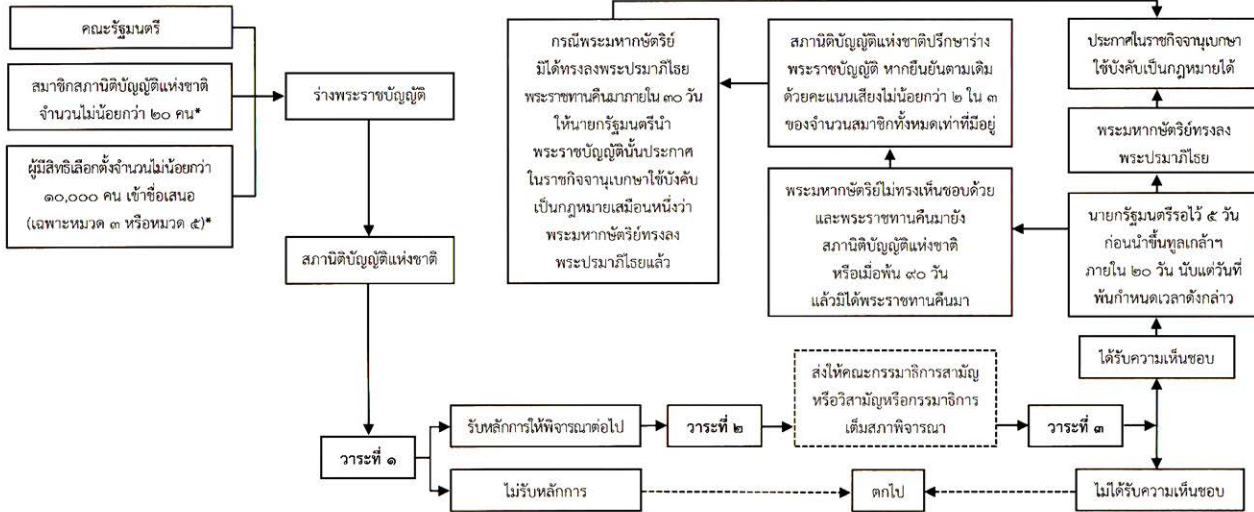 คณะรัฐมนตรี
สมาชิกสภานิติบัญญัติแห่งชาติ
จำนวนไม่น้อยกว่า ๒๐ คน*
ผู้มีสิทธิเลือกตั้งจำนวนไม่น้อยกว่า
๑๐,๐๐๐ คน เข้าชื่อเสนอ
(เฉพาะหมวด ๓ หรือหมวด ๕)*
ร่างพระราชบัญญัติ
สภานิติบัญญัติแห่งชาติ
วาระที่ ๑
รับหลักการให้พิจารณาต่อไป
ไม่รับหลักการ
วาระที่ ๒
ส่งให้คณะกรรมาธิการสามัญ
หรือวิสามัญหรือกรรมาธิการ
เต็มสภาพิจารณา
วาระที่ ๓
ตกไป
ไม่ได้รับความเห็นชอบ
ได้รับความเห็นชอบ
นายกรัฐมนตรีรอไว้ ๕ วัน
ก่อนนำขึ้นทูลเกล้าฯ
ภายใน ๒๐ วัน นับแต่วันที่
พ้นกำหนดเวลาดังกล่าว
พระมหากษัตริย์ทรงลง
พระปรมาภิไธย
ประกาศในราชกิจจานุเบกษา
ใช้บังคับเป็นกฎหมายได้
พระมหากษัตริย์ไม่ทรงเห็นชอบด้วย
และพระราชทานคืนมายัง
สภานิติบัญญัติแห่งชาติ
หรือเมื่อพ้น ๙๐ วัน
แล้วมิได้พระราชทานคืนมา
สภานิติบัญญัติแห่งชาติปรึกษาร่าง
พระราชบัญญัติ หากยืนยันตามเดิม
ด้วยคะแนนเสียงไม่น้อยกว่า ๒ ใน ๓
ของจำนวนสมาชิกทั้งหมดเท่าที่มีอยู่
กรณีพระมหากษัตริย์
มิได้ทรงลงพระปรมาภิไธย
พระราชทานคืนมาภายใน ๓๐ วัน
ให้นายกรัฐมนตรีนำ
พระราชบัญญัตินั้นประกาศ
ในราชกิจจานุเบกษาใช้บังคับ
เป็นกฎหมายเสมือนหนึ่งว่า
พระมหากษัตริย์ทรงลง
พระปรมาภิไธยแล้ว